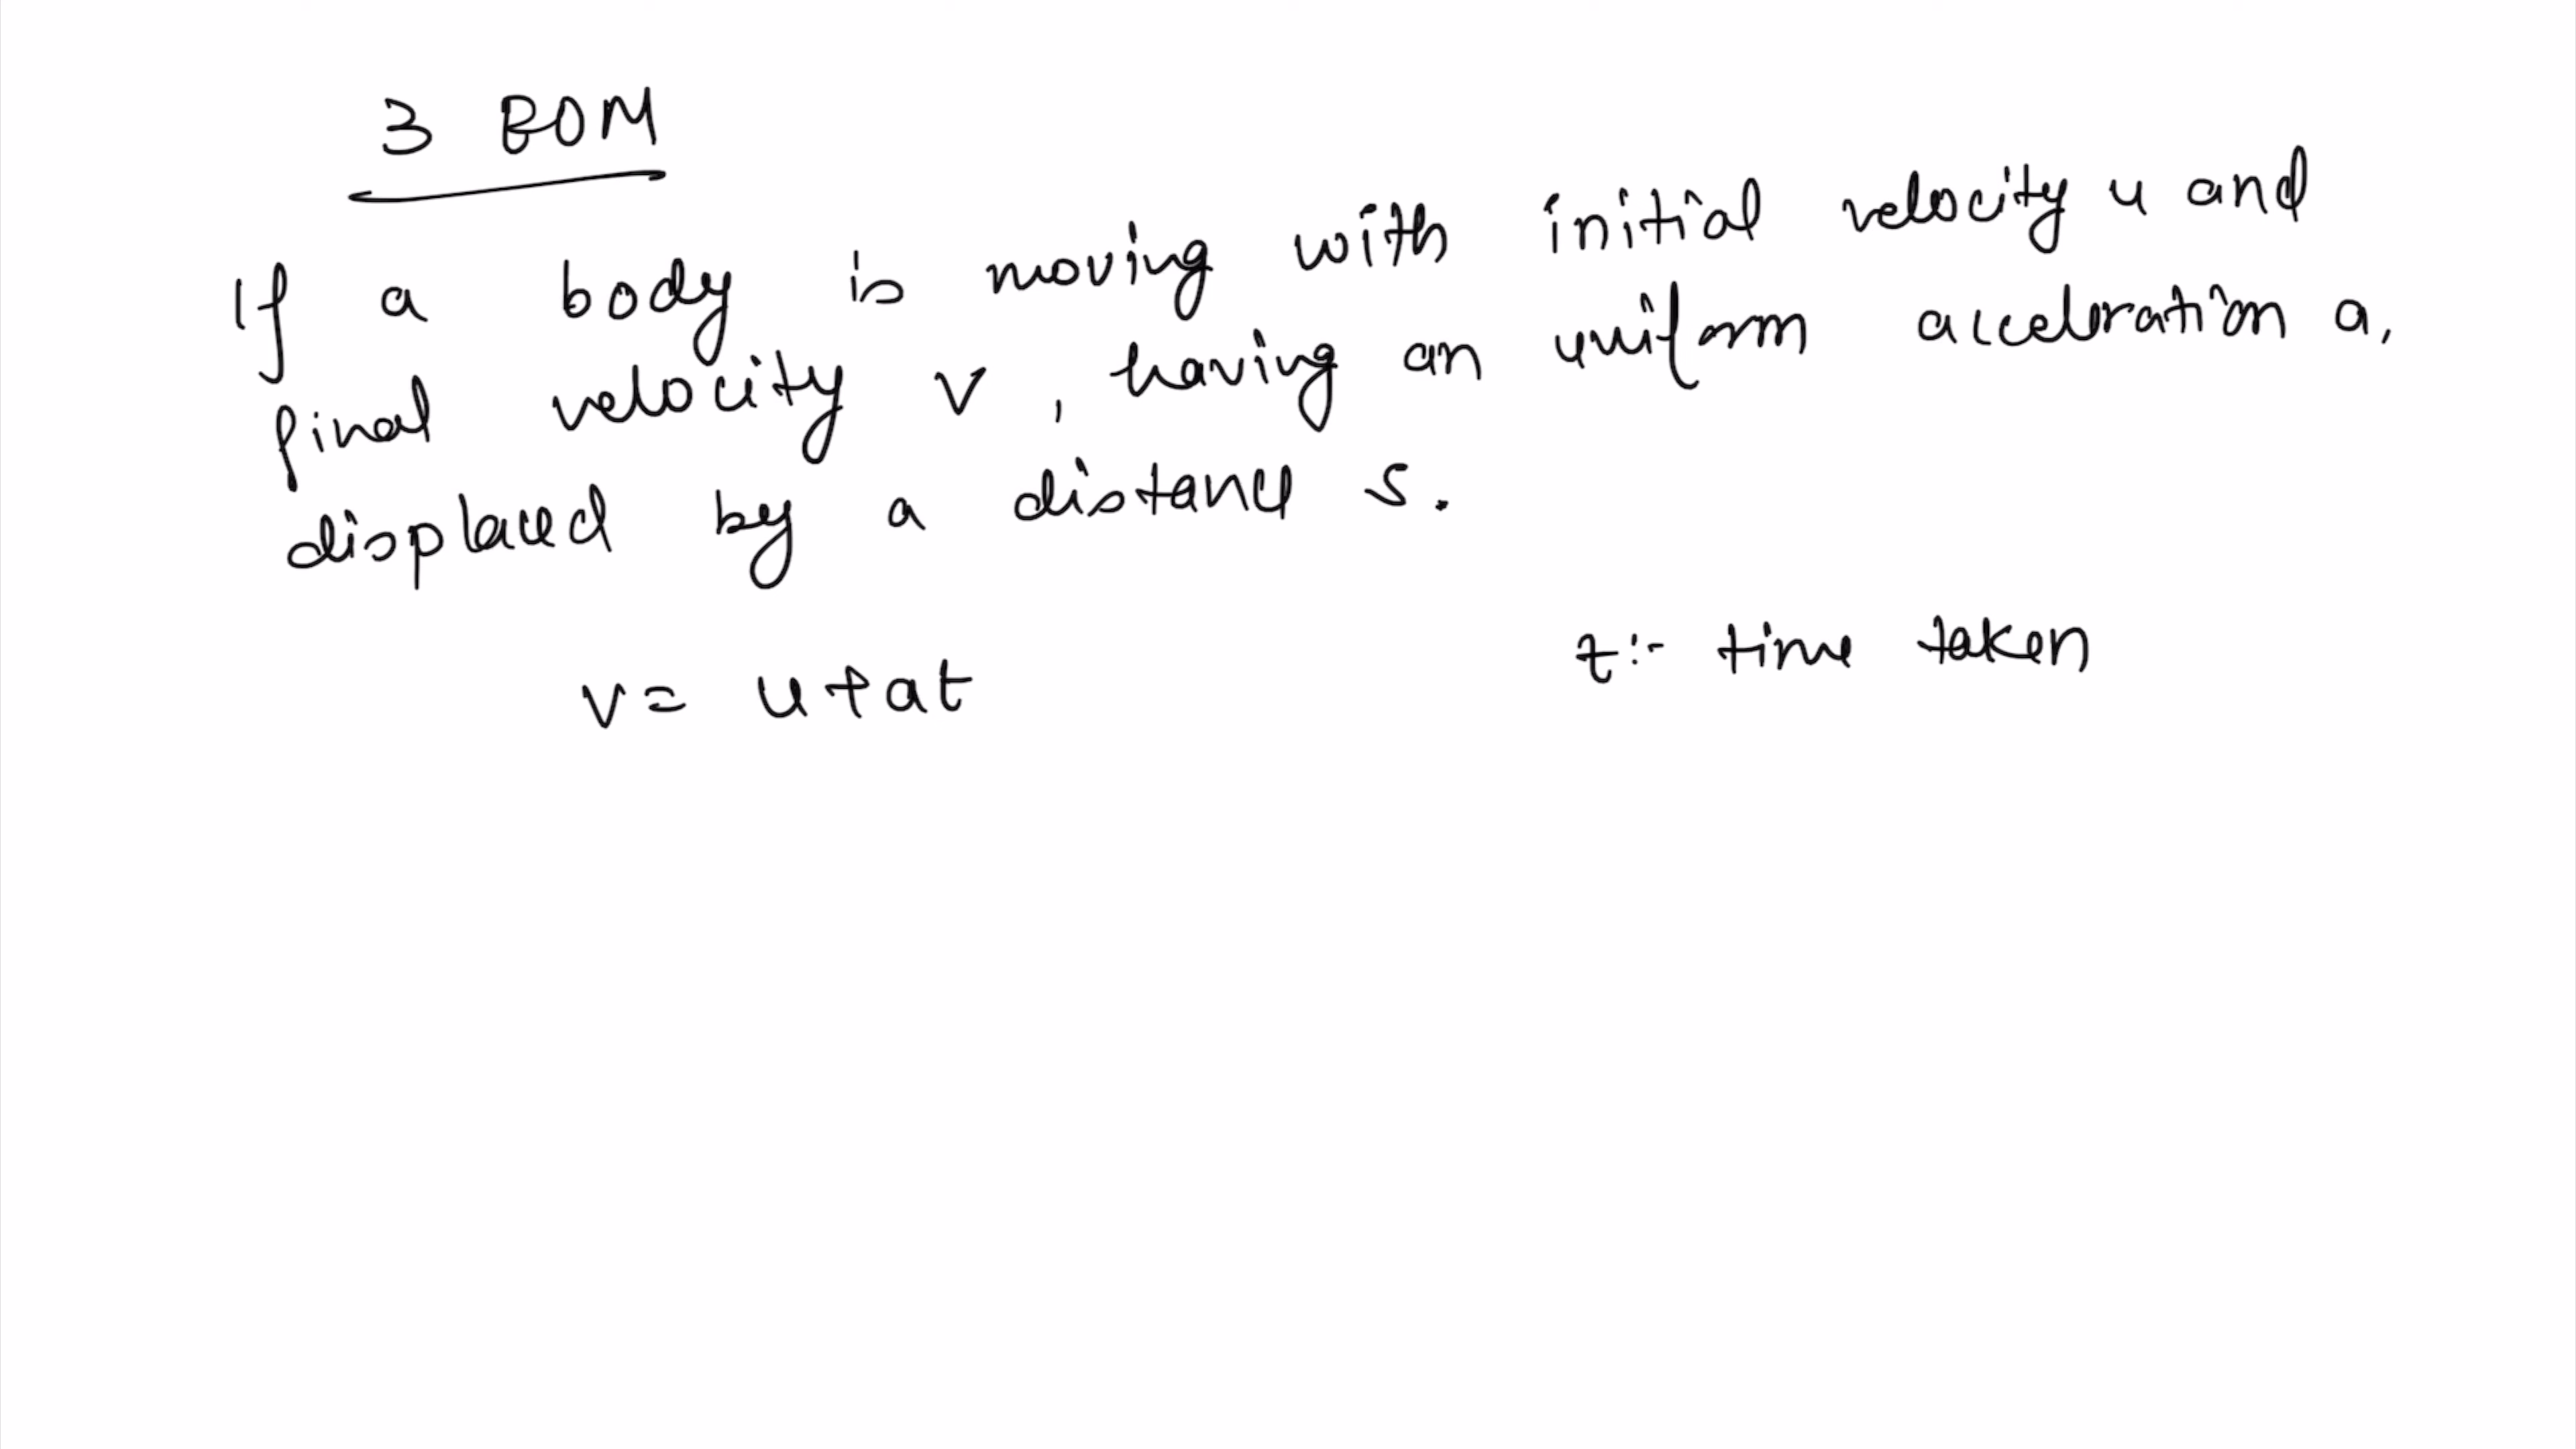 3 EOM
If a body is moving with initial velocity u and
final velocity v, having an uniform acceleration a,
displaced by a distance s.
v = u + at
t :- time taken